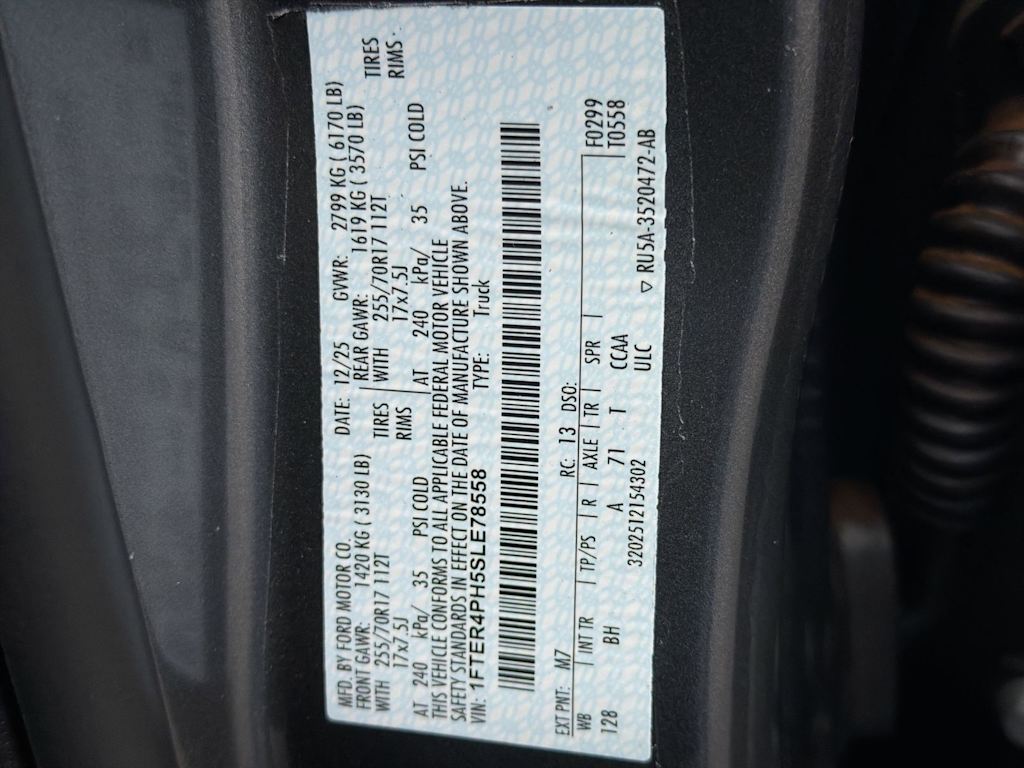 MFD. BY FORD MOTOR CO. DATE: 12/25 GVWR: 2799 KG ( 6170 LB)
FRONT GAWR: 1420 KG ( 3130 LB) REAR GAWR: 1619 KG ( 3570 LB)
WITH 255/70R17 112T TIRES WITH 255/70R17 112T TIRES
17x7.5J RIMS 17x7.5J RIMS
AT 240 kPa/ 35 PSI COLD AT 240 kPa/ 35 PSI COLD
THIS VEHICLE CONFORMS TO ALL APPLICABLE FEDERAL MOTOR VEHICLE
SAFETY STANDARDS IN EFFECT ON THE DATE OF MANUFACTURE SHOWN ABOVE.
VIN: 1FTER4PH5SLE78558 TYPE: Truck
EXT PNT: M7 RC: 13 DSO: F0299
WB INT TR TP/PS R AXLE TR SPR T0558
128 BH A 71 T CCAA
3202512154302 ULC ▽ RU5A-3520472-AB